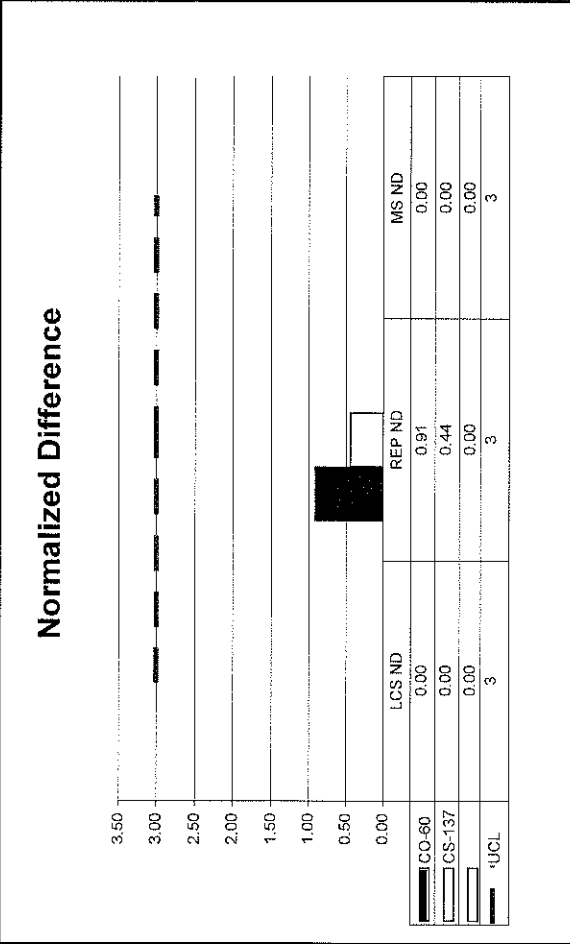 Normalized Difference
3.50
3.00
2.50
2.00
1.50
1.00
0.50
0.00
LCS ND REP ND MS ND
CO-60 0.00 0.91 0.00
CS-137 0.00 0.44 0.00
0.00 0.00 0.00
UCL 3 3 3